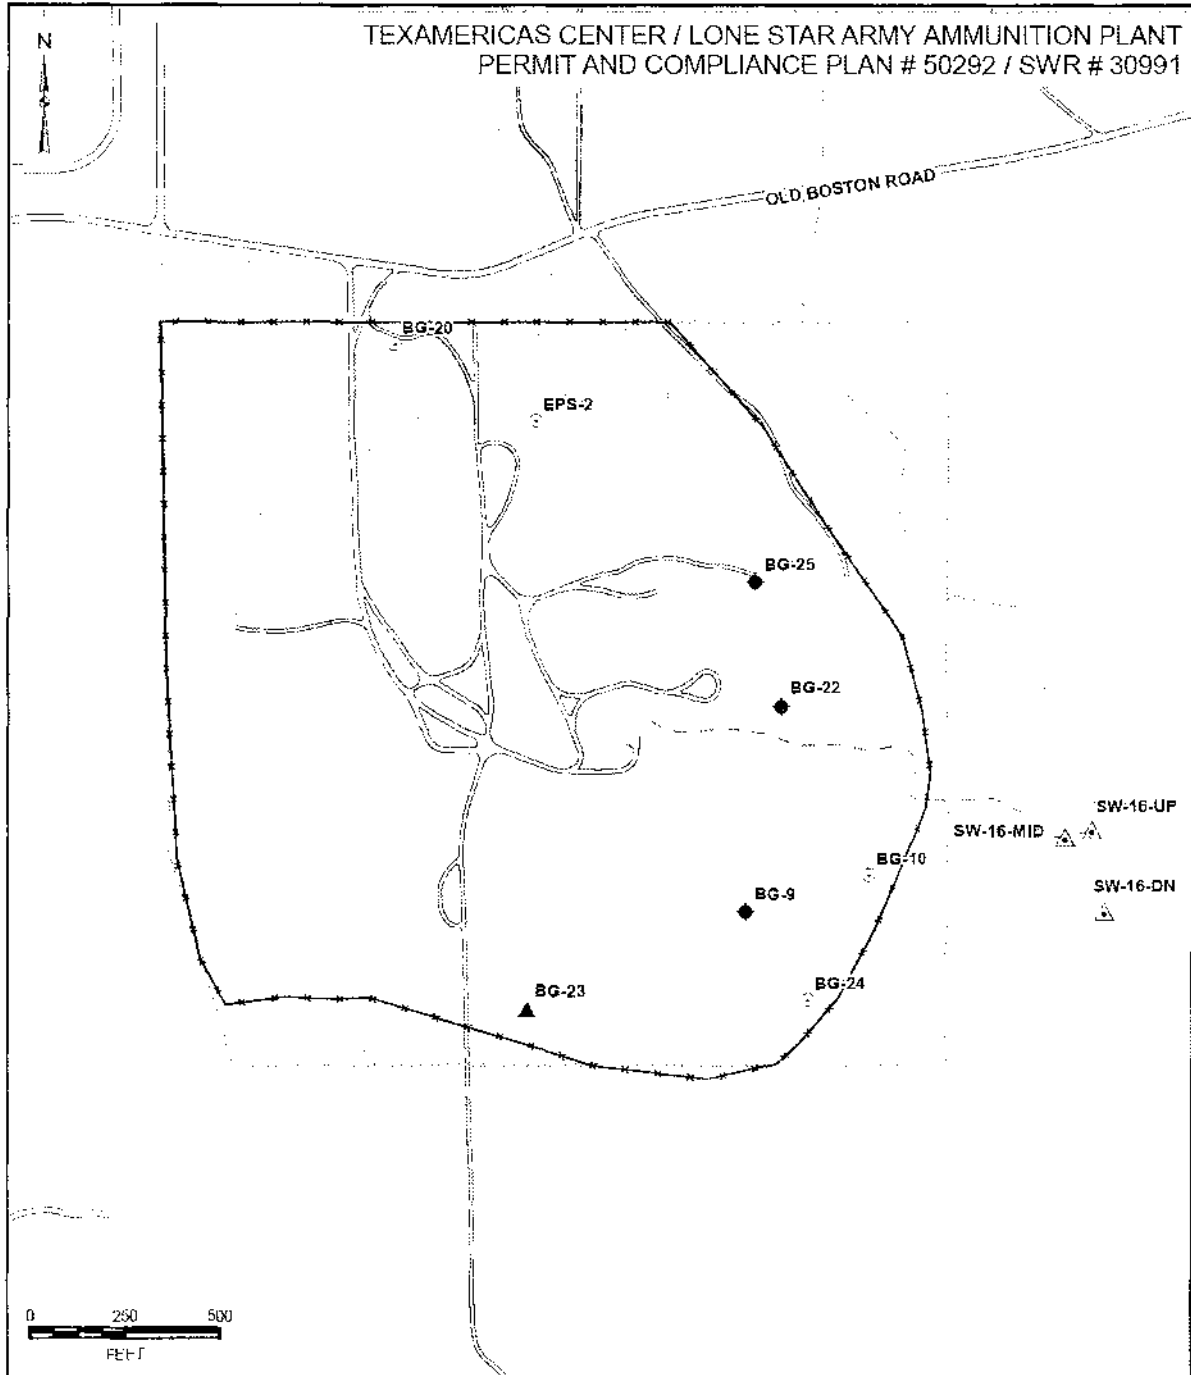 TEXAMERICAS CENTER / LONE STAR ARMY AMMUNITION PLANT
PERMIT AND COMPLIANCE PLAN # 50292 / SWR # 30991
N
OLD BOSTON ROAD
BG-20
EPS-2
BG-25
BG-22
SW-16-UP
SW-16-MID
BG-10
SW-16-DN
BG-9
BG-24
BG-23
0 250 500
FEET